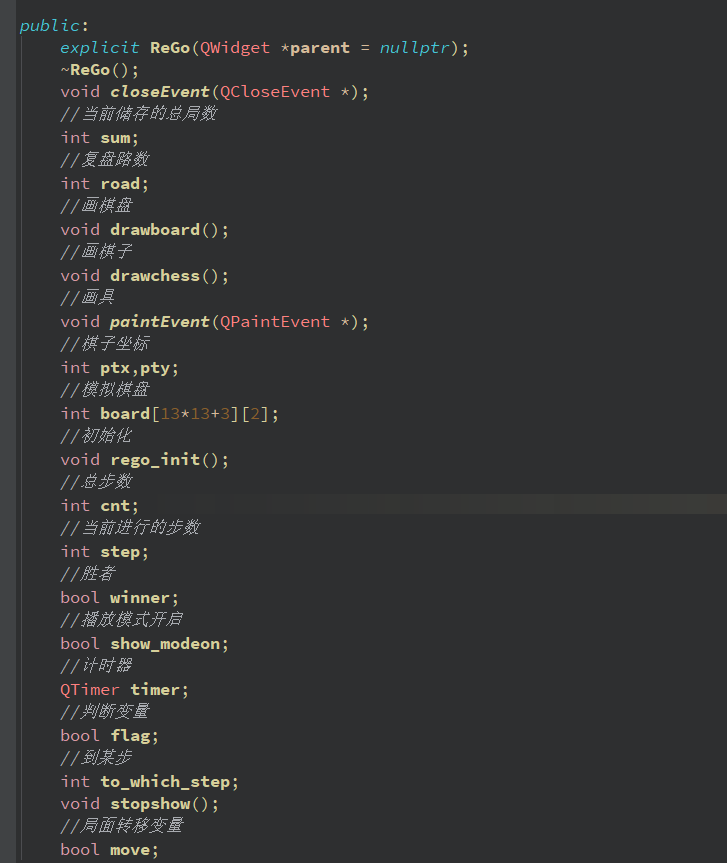 public:
explicit ReGo(QWidget *parent = nullptr);
~ReGo();
void closeEvent(QCloseEvent *);
//当前储存的总局数
int sum;
//复盘路数
int road;
//画棋盘
void drawboard();
//画棋子
void drawchess();
//画具
void paintEvent(QPaintEvent *);
//棋子坐标
int ptx,pty;
//模拟棋盘
int board[13*13+3][2];
//初始化
void rego_init();
//总步数
int cnt;
//当前进行的步数
int step;
//胜者
bool winner;
//播放模式开启
bool show_modeon;
//计时器
QTimer timer;
//判断变量
bool flag;
//到某步
int to_which_step;
void stopshow();
//局面转移变量
bool move;